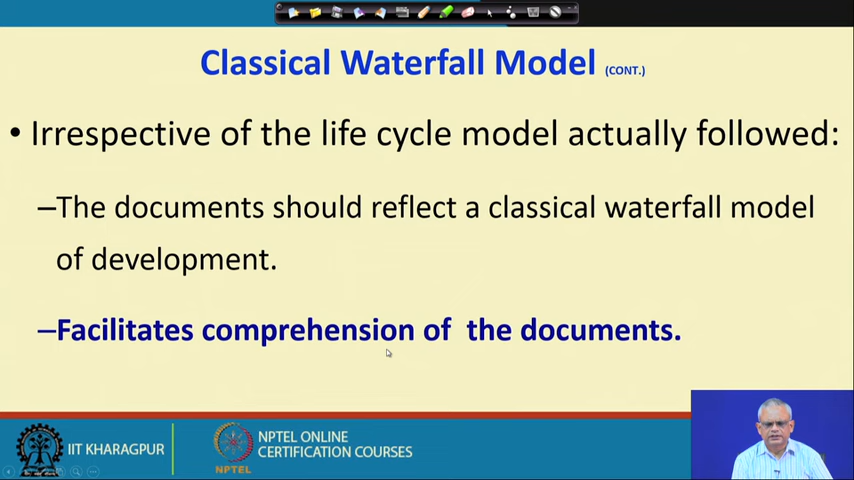 Classical Waterfall Model (CONT.)
• Irrespective of the life cycle model actually followed:
–The documents should reflect a classical waterfall model
of development.
–Facilitates comprehension of the documents.
IIT KHARAGPUR
NPTEL
NPTEL ONLINE
CERTIFICATION COURSES